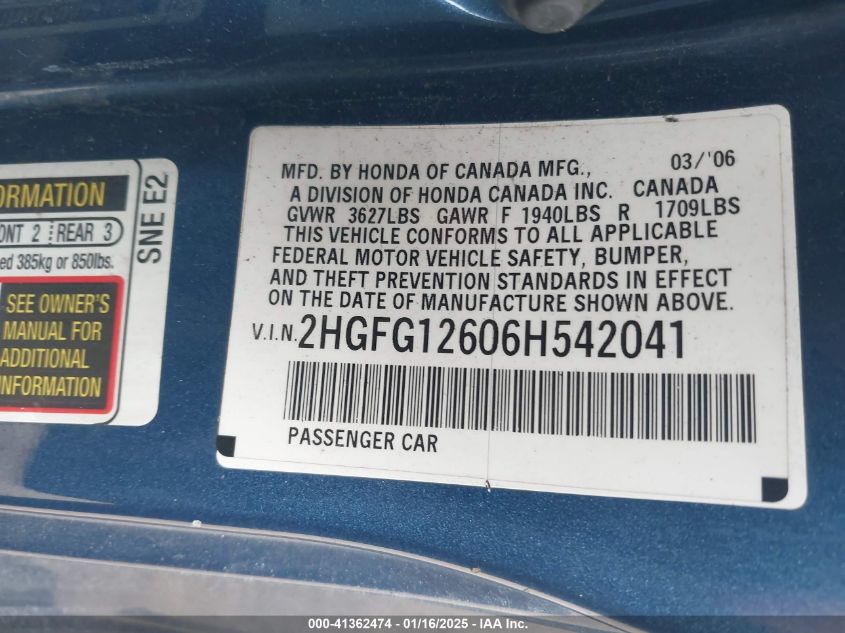 ORMATION
ONT 2 REAR 3
ed 385kg or 850lbs.
SEE OWNER'S
MANUAL FOR
ADDITIONAL
INFORMATION
SNE E2
MFD. BY HONDA OF CANADA MFG., 03/'06
A DIVISION OF HONDA CANADA INC. CANADA
GVWR 3627LBS GAWR F 1940LBS R 1709LBS
THIS VEHICLE CONFORMS TO ALL APPLICABLE
FEDERAL MOTOR VEHICLE SAFETY, BUMPER,
AND THEFT PREVENTION STANDARDS IN EFFECT
ON THE DATE OF MANUFACTURE SHOWN ABOVE.
V.I.N. 2HGFG12606H542041
PASSENGER CAR
000-41362474 - 01/16/2025 - IAA Inc.